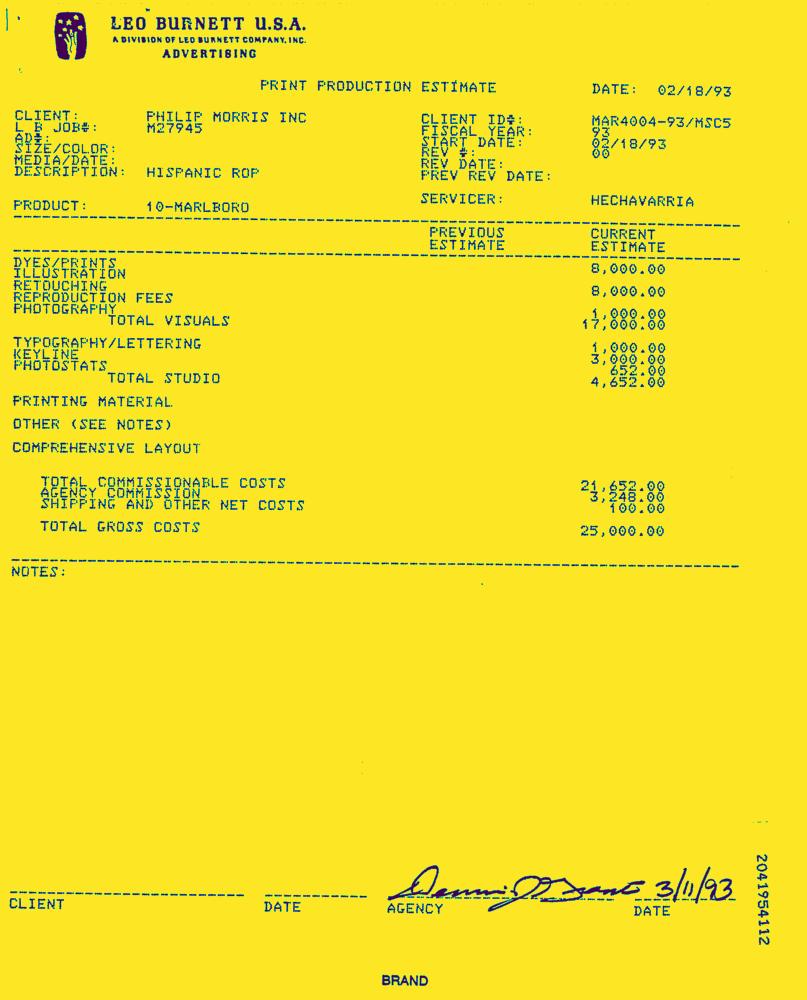 LEO BURNETT U.S.A.
A DIVISION OF LEO BURNETT COMPANY, INC.
ADVERTISING
PRINT PRODUCTION ESTIMATE DATE: 02/18/93
CLIENT: PHILIP MORRIS INC CLIENT ID#: MAR4004-93/MSC5
L B JOB#: M27945 FISCAL YEAR: 93
AD#: START DATE: 02/18/93
SIZE/COLOR: REV #: 00
MEDIA/DATE: REV DATE:
DESCRIPTION: HISPANIC ROP PREV REV DATE:
PRODUCT: 10-MARLBORO SERVICER: HECHAVARRIA
PREVIOUS CURRENT
ESTIMATE ESTIMATE
DYES/PRINTS
ILLUSTRATION 8,000.00
RETOUCHING 8,000.00
REPRODUCTION FEES
PHOTOGRAPHY 1,000.00
TOTAL VISUALS 17,000.00
TYPOGRAPHY/LETTERING 1,000.00
KEYLINE 3,000.00
PHOTOSTATS 652.00
TOTAL STUDIO 4,652.00
PRINTING MATERIAL
OTHER (SEE NOTES)
COMPREHENSIVE LAYOUT
TOTAL COMMISSIONABLE COSTS 21,652.00
AGENCY COMMISSION 3,248.00
SHIPPING AND OTHER NET COSTS 100.00
TOTAL GROSS COSTS 25,000.00
NOTES:
3/11/93
CLIENT DATE AGENCY DATE
2041954112
BRAND